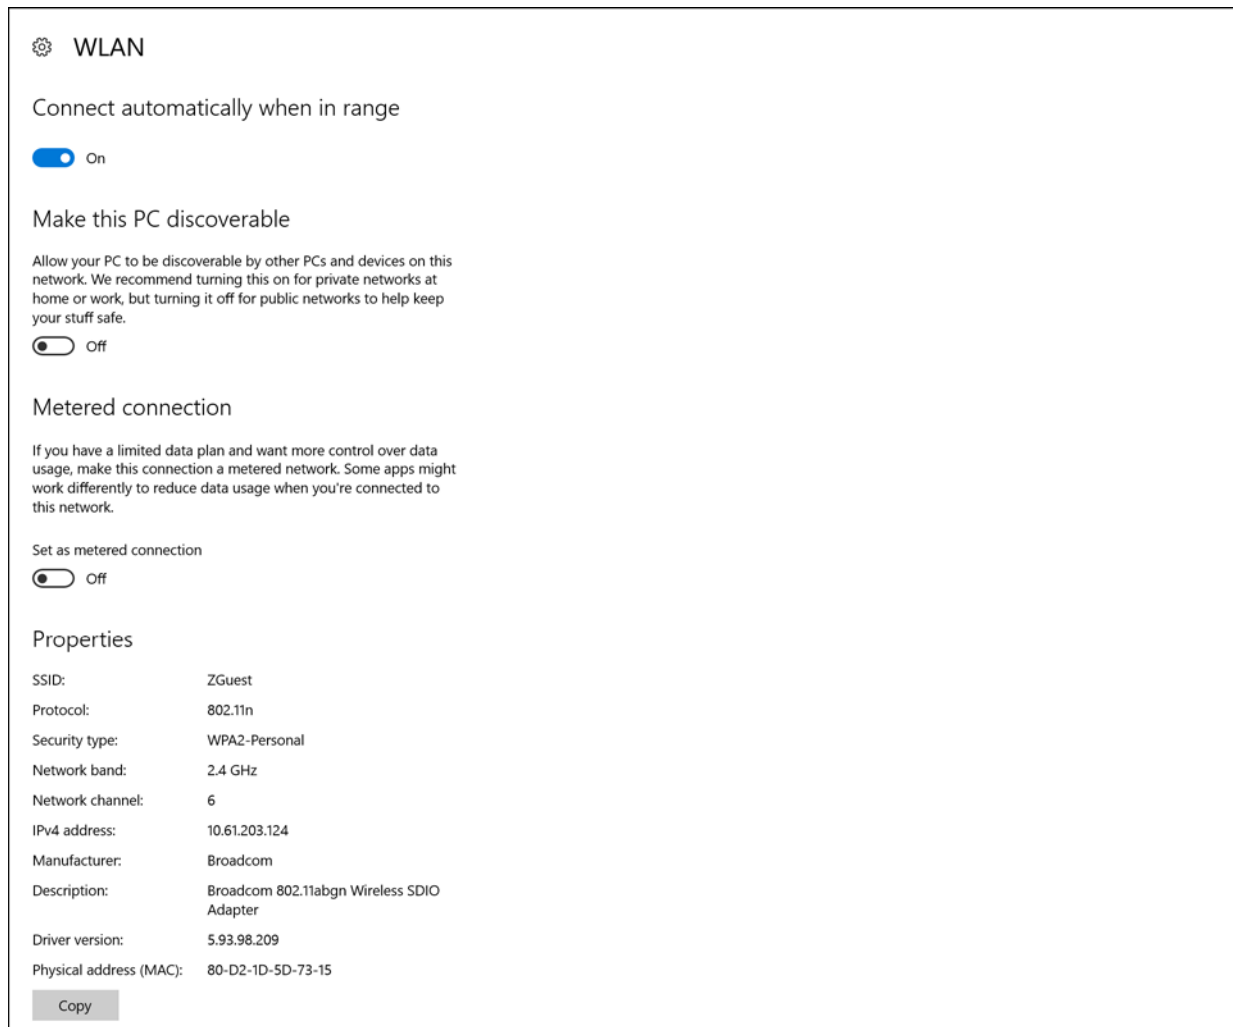 WLAN
Connect automatically when in range
On
Make this PC discoverable
Allow your PC to be discoverable by other PCs and devices on this
network. We recommend turning this on for private networks at
home or work, but turning it off for public networks to help keep
your stuff safe.
Off
Metered connection
If you have a limited data plan and want more control over data
usage, make this connection a metered network. Some apps might
work differently to reduce data usage when you're connected to
this network.
Set as metered connection
Off
Properties
SSID: ZGuest
Protocol: 802.11n
Security type: WPA2-Personal
Network band: 2.4 GHz
Network channel: 6
IPv4 address: 10.61.203.124
Manufacturer: Broadcom
Description: Broadcom 802.11abgn Wireless SDIO
Adapter
Driver version: 5.93.98.209
Physical address (MAC): 80-D2-1D-5D-73-15
Copy